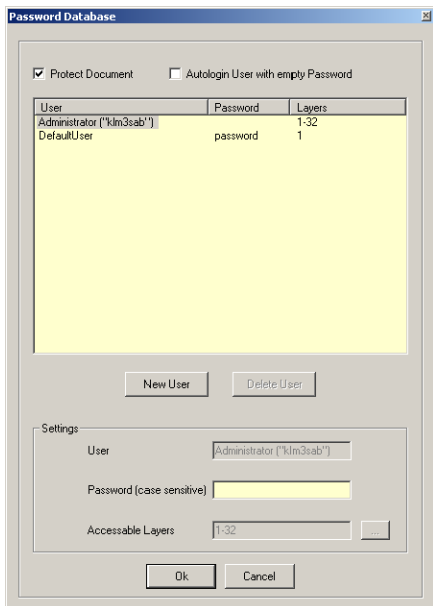 Password Database
Protect Document Autologin User with empty Password
User Password Layers
Administrator ("klm3sab") 1-32
DefaultUser password 1
New User Delete User
Settings
User Administrator ("klm3sab")
Password (case sensitive)
Accessable Layers 1-32 ...
Ok Cancel